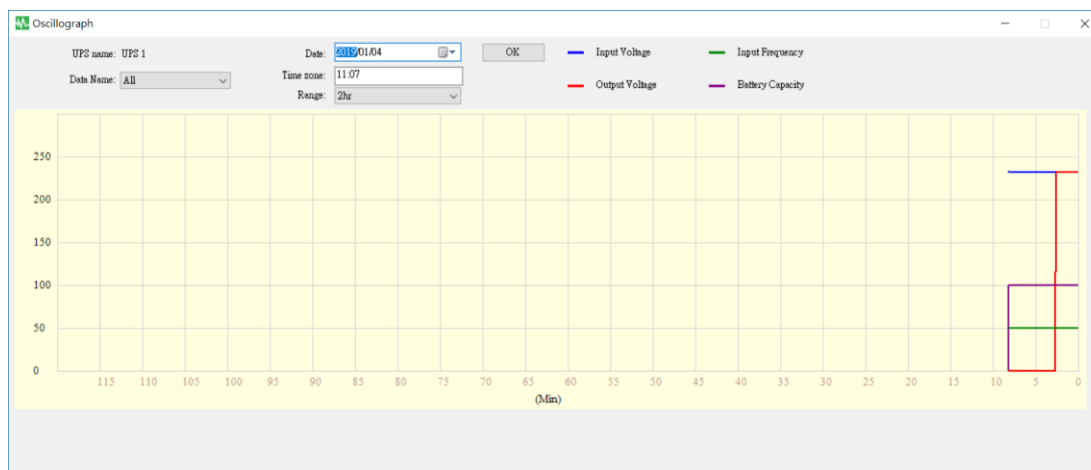 Oscillograph
UPS name: UPS 1
Date: 2019/01/04
OK
Input Voltage
Input Frequency
Data Name: All
Time zone: 11:07
Output Voltage
Battery Capacity
Range: 2hr
250
200
150
100
50
0
115 110 105 100 95 90 85 80 75 70 65 60 55 50 45 40 35 30 25 20 15 10 5 0
(Min)